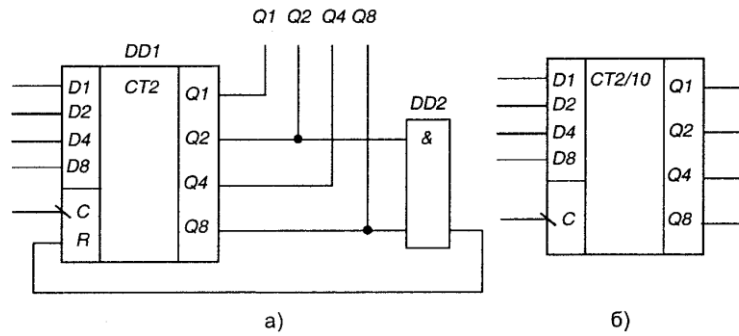 Q1 Q2 Q4 Q8
DD1
D1
D2
D4
D8
C
R
CT2
Q1
Q2
Q4
Q8
DD2
&
D1
D2
D4
D8
C
CT2/10
Q1
Q2
Q4
Q8
а)
б)